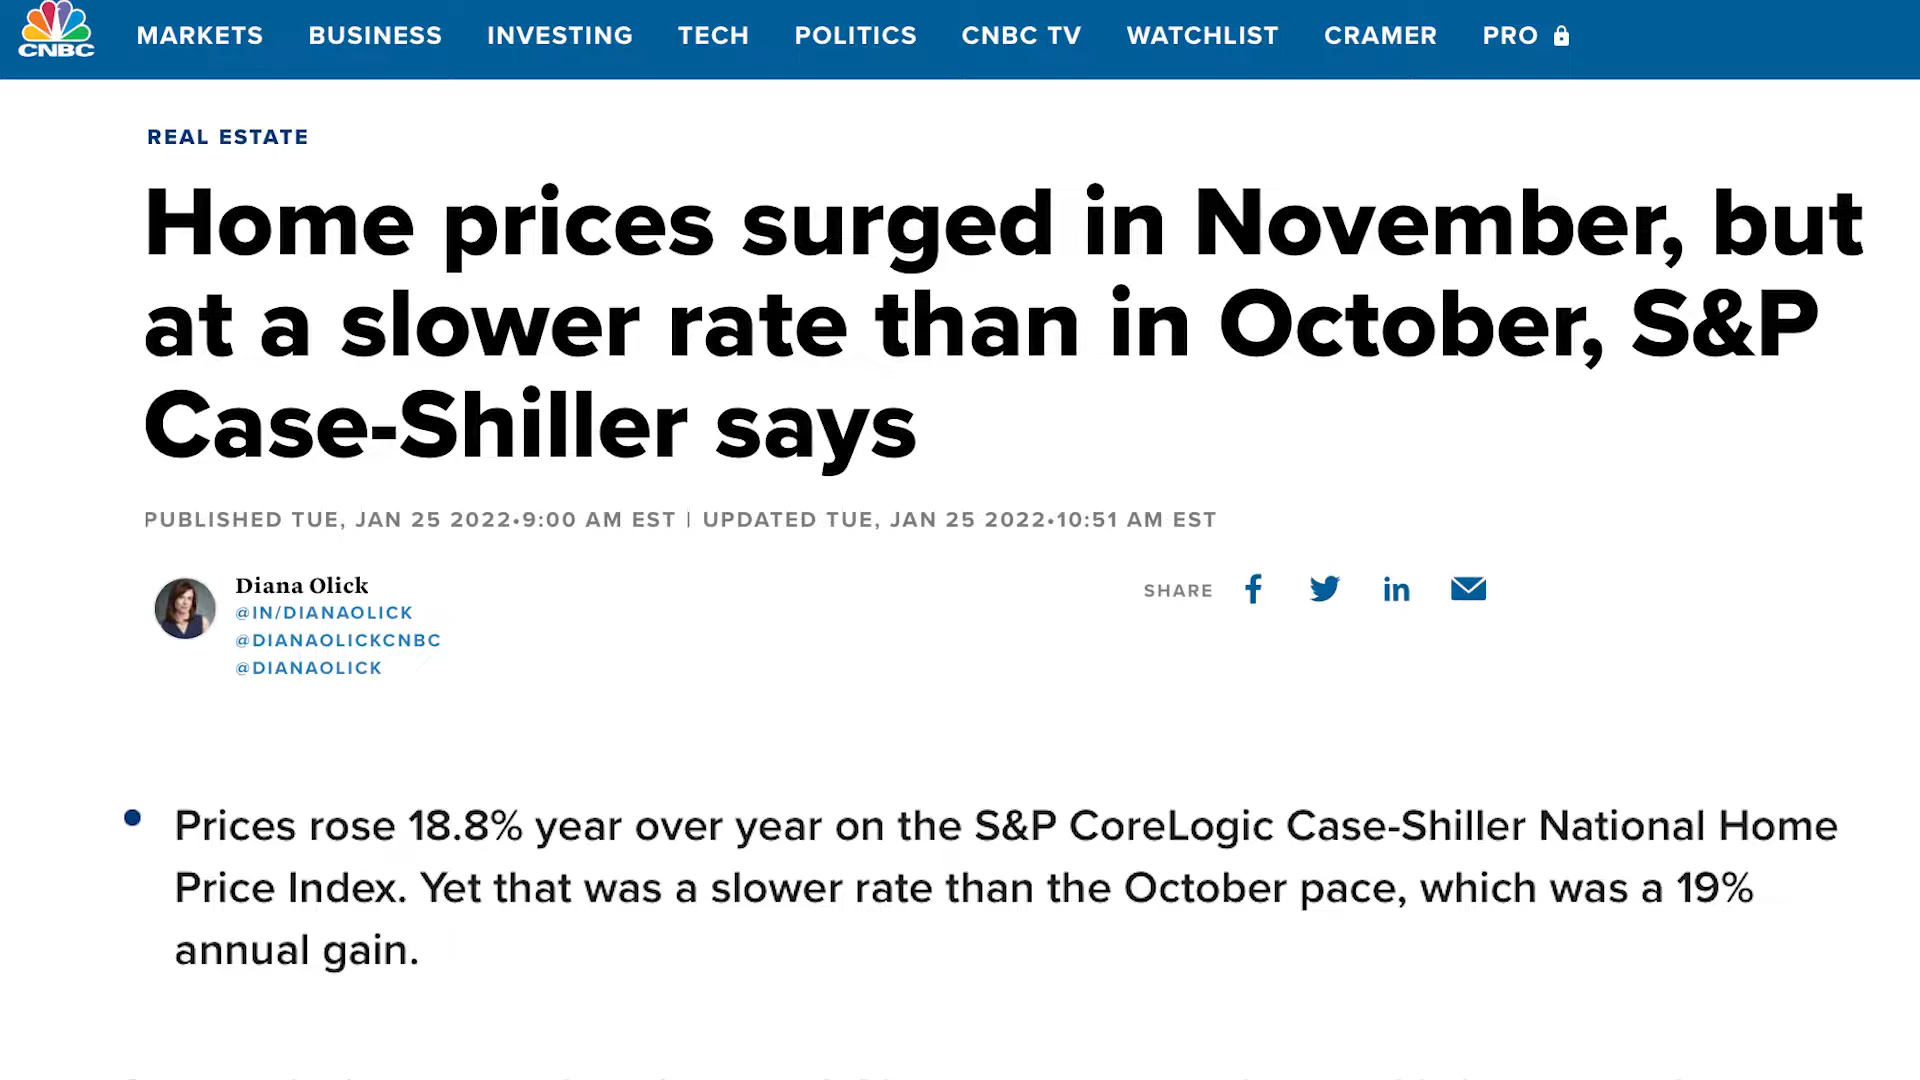 CNBC
MARKETS BUSINESS INVESTING TECH POLITICS CNBC TV WATCHLIST CRAMER PRO
REAL ESTATE
Home prices surged in November, but
at a slower rate than in October, S&P
Case-Shiller says
PUBLISHED TUE, JAN 25 2022•9:00 AM EST | UPDATED TUE, JAN 25 2022•10:51 AM EST
Diana Olick
@IN/DIANAOLICK
@DIANAOLICKCNBC
@DIANAOLICK
SHARE
• Prices rose 18.8% year over year on the S&P CoreLogic Case-Shiller National Home
Price Index. Yet that was a slower rate than the October pace, which was a 19%
annual gain.